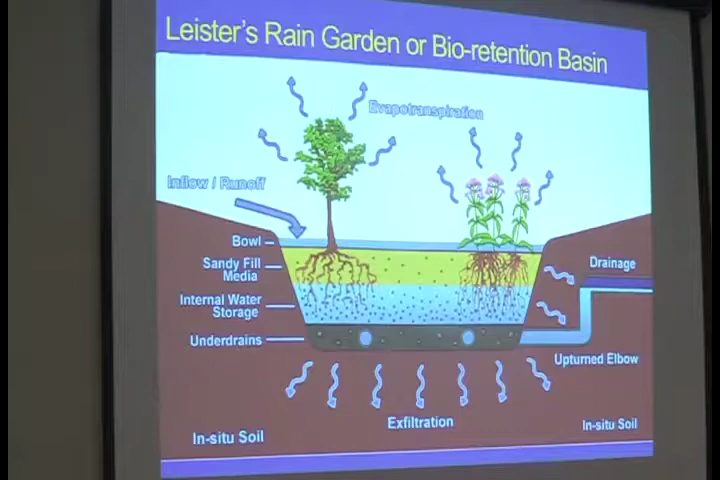 Leister's Rain Garden or Bio-retention Basin
Evapotranspiration
Inflow / Runoff
Bowl
Sandy Fill
Media
Internal Water
Storage
Underdrains
Drainage
Upturned Elbow
Exfiltration
In-situ Soil
In-situ Soil